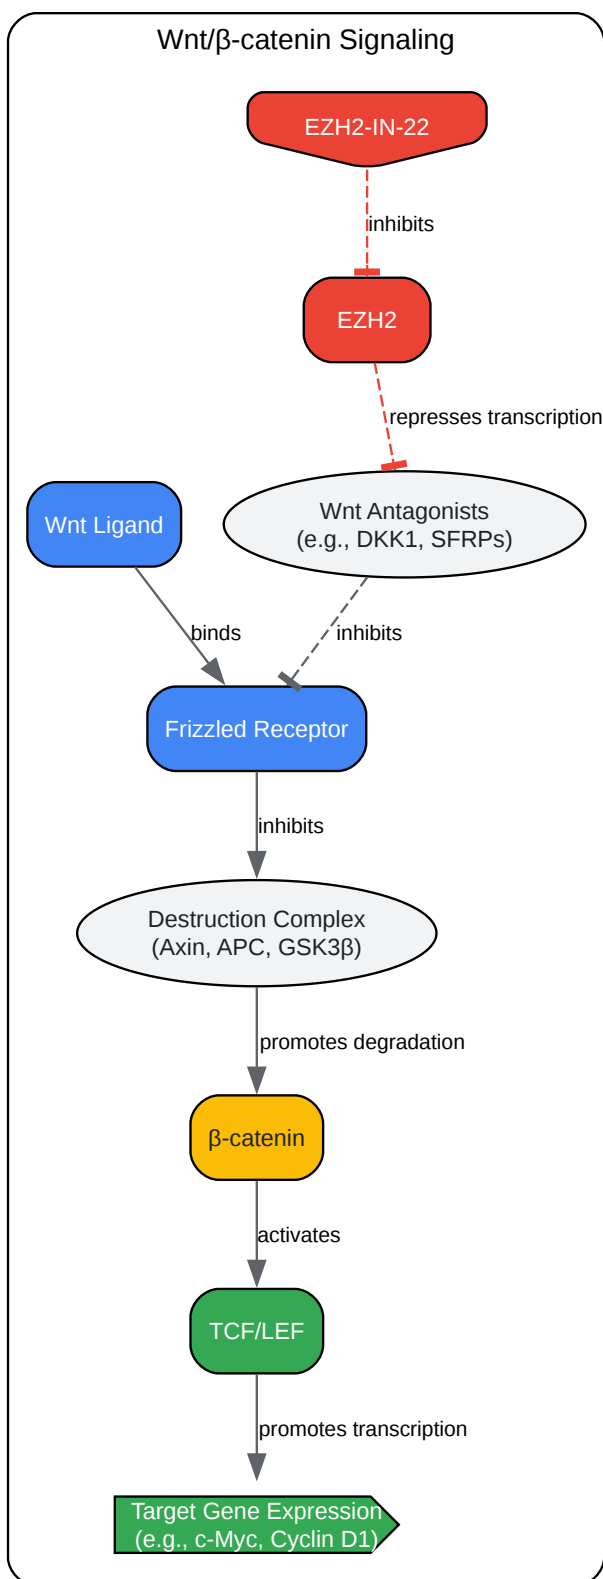 Wnt/β-catenin Signaling
EZH2-IN-22
inhibits
EZH2
represses transcription
Wnt Ligand
Wnt Antagonists
(e.g., DKK1, SFRPs)
binds
inhibits
Frizzled Receptor
inhibits
Destruction Complex
(Axin, APC, GSK3β)
promotes degradation
β-catenin
activates
TCF/LEF
promotes transcription
Target Gene Expression
(e.g., c-Myc, Cyclin D1)